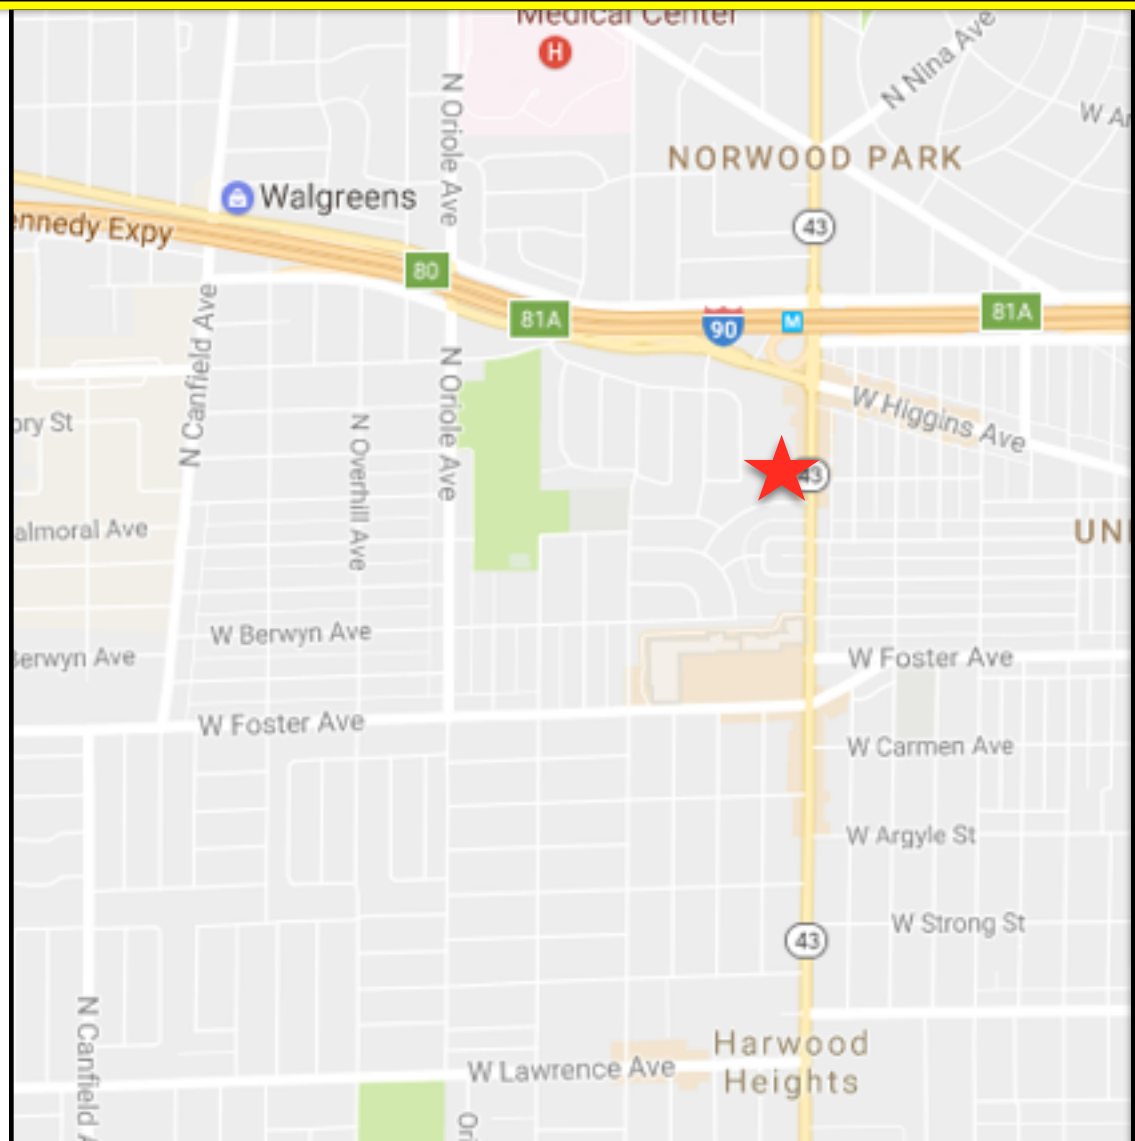 Medical Center
H
N Nina Ave
W Ar
N Oriole Ave
NORWOOD PARK
Walgreens
43
ennedy Expy
80
81A
90
M
81A
N Canfield Ave
N Oriole Ave
W Higgins Ave
ory St
N Overhill Ave
43
almoral Ave
UNI
W Berwyn Ave
Berwyn Ave
W Foster Ave
W Foster Ave
W Carmen Ave
W Argyle St
W Strong St
43
N Canfield A
Harwood
Heights
W Lawrence Ave
Ori